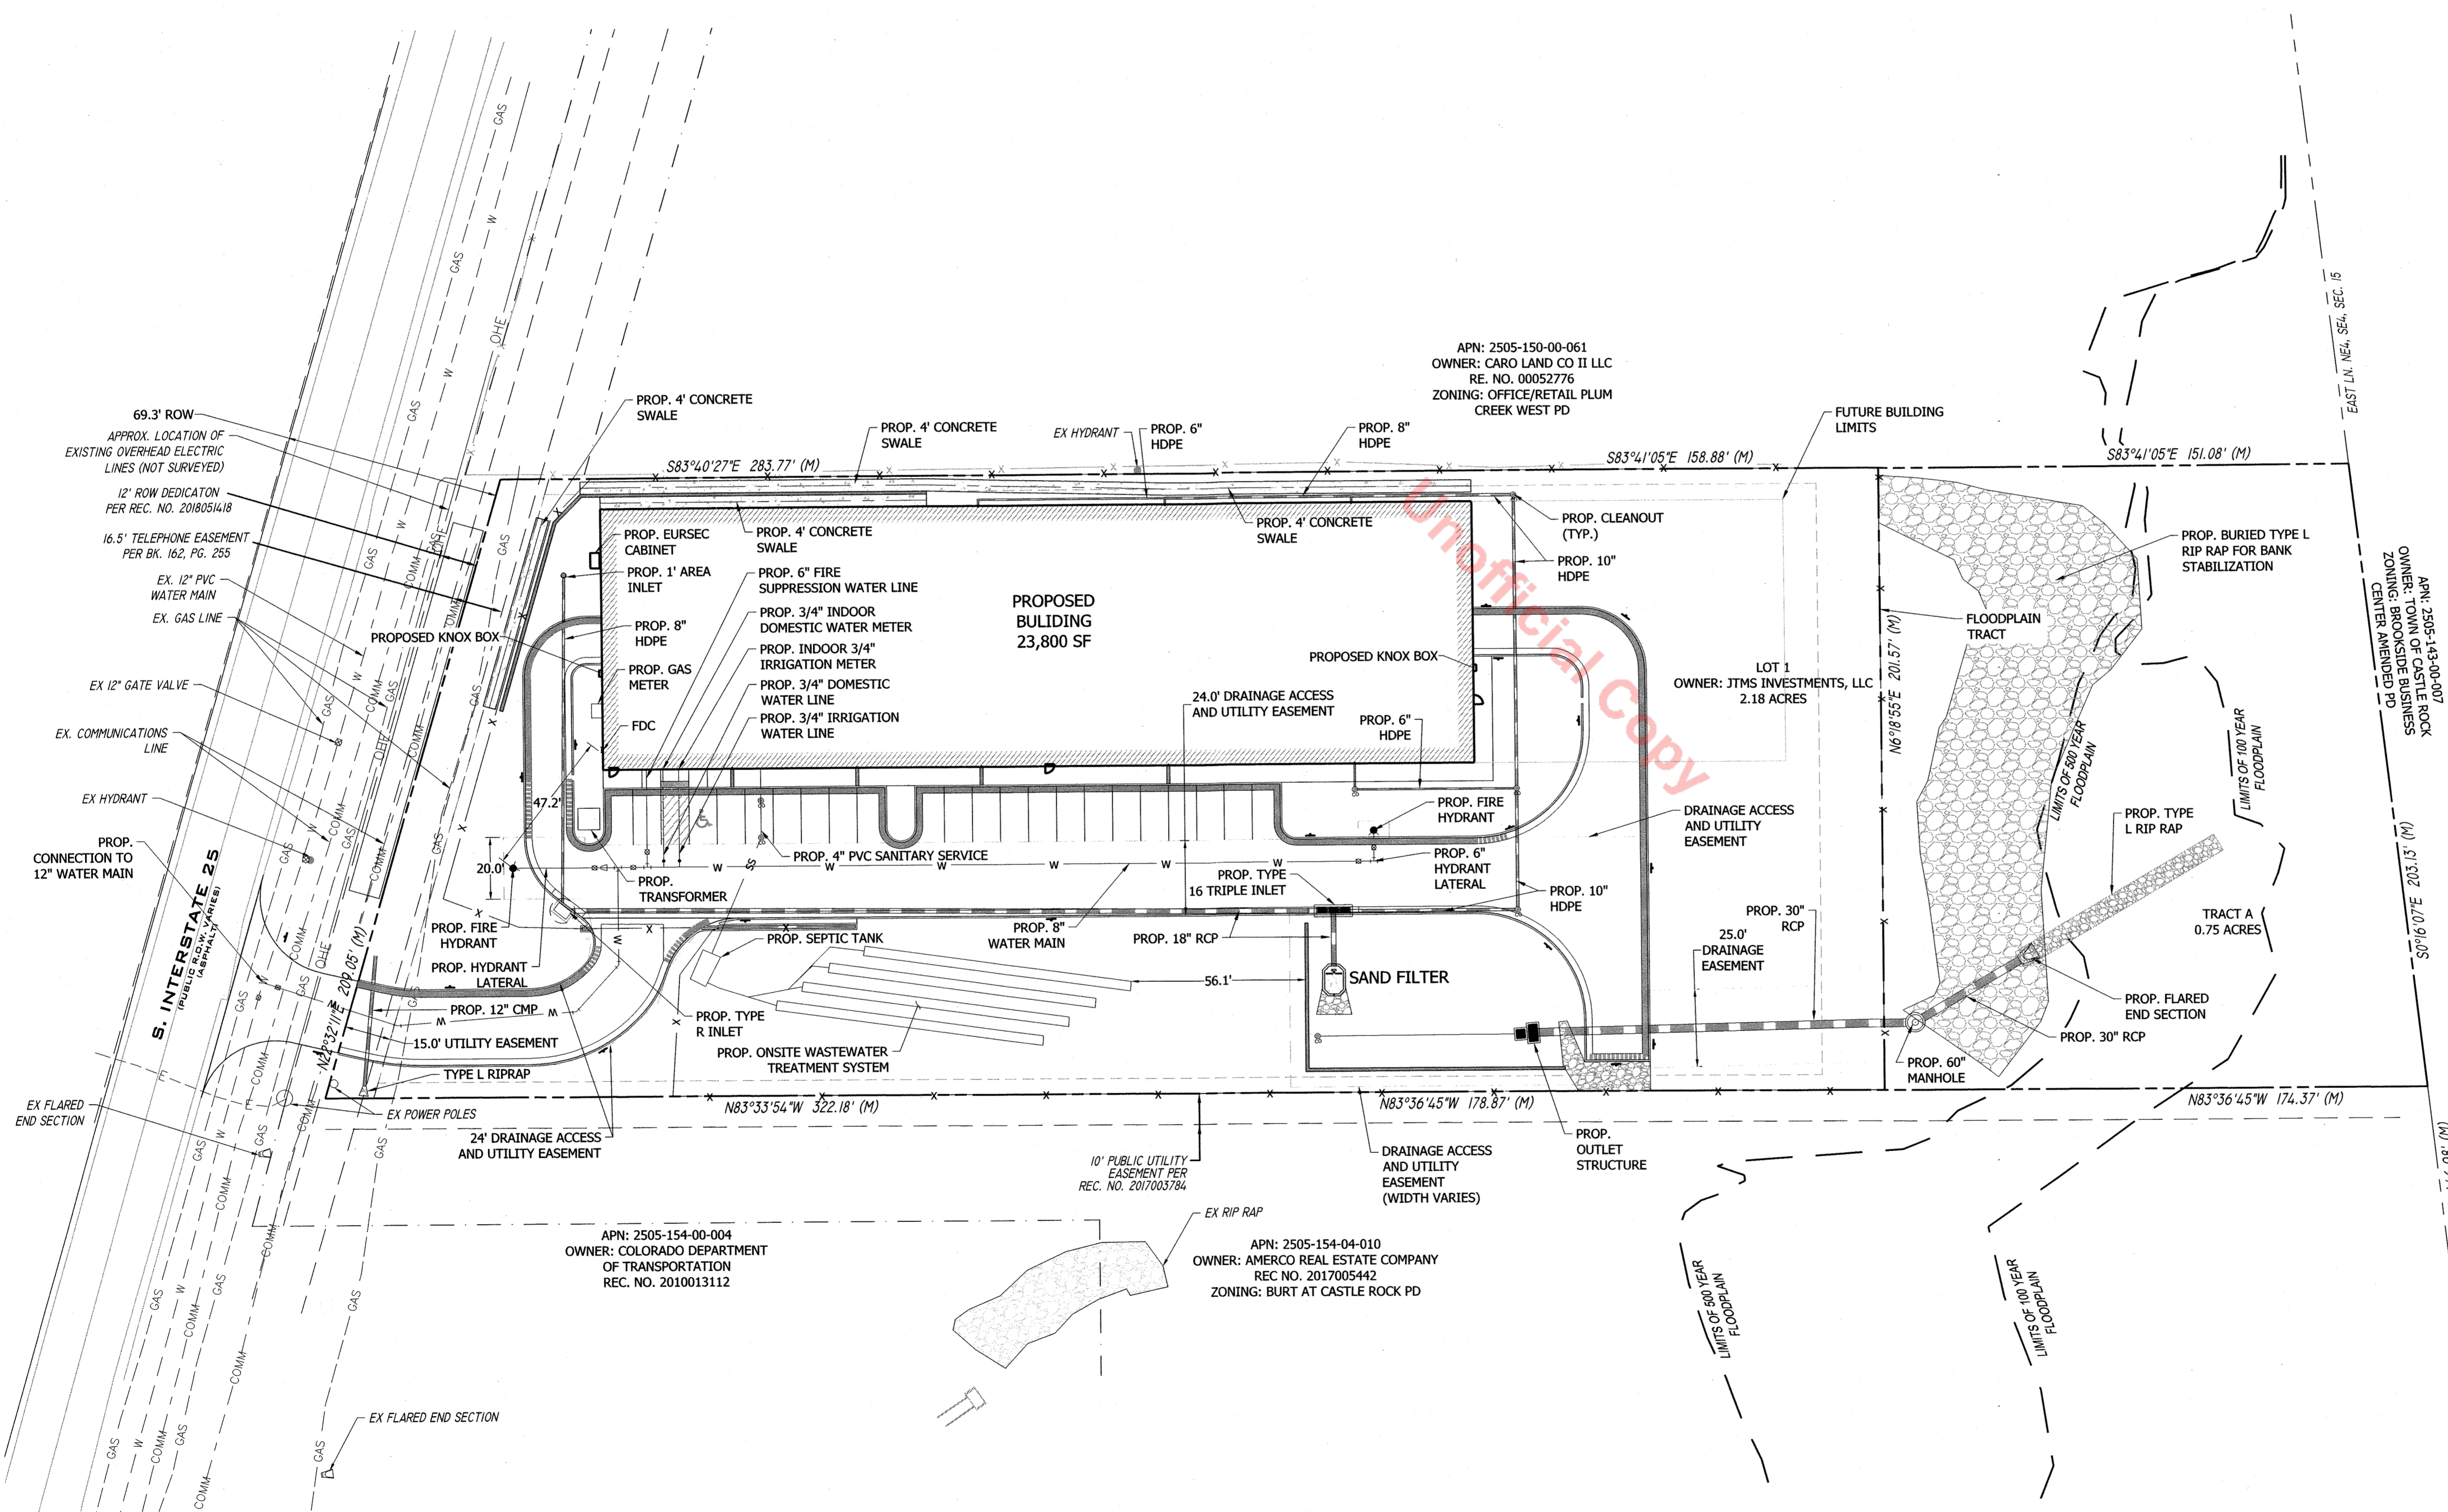 APN: 2505-150-00-061
OWNER: CARO LAND CO II LLC
RE. NO. 00052776
ZONING: OFFICE/RETAIL PLUM
CREEK WEST PD
EAST LN. NE4, SE4, SEC. 15
69.3' ROW
APPROX. LOCATION OF
EXISTING OVERHEAD ELECTRIC
LINES (NOT SURVEYED)
12' ROW DEDICATON
PER REC. NO. 2018051418
16.5' TELEPHONE EASEMENT
PER BK. 162, PG. 255
EX. 12" PVC
WATER MAIN
EX. GAS LINE
EX 12" GATE VALVE
EX. COMMUNICATIONS
LINE
EX HYDRANT
PROP.
CONNECTION TO
12" WATER MAIN
S. INTERSTATE 25
(PUBLIC R.O.W. VARIES)
(ASPHALT)
EX FLARED
END SECTION
PROP. 4' CONCRETE
SWALE
PROP. 4' CONCRETE
SWALE
EX HYDRANT
PROP. 6"
HDPE
PROP. 8"
HDPE
FUTURE BUILDING
LIMITS
S83°40'27"E 283.77' (M)
S83°41'05"E 158.88' (M)
S83°41'05"E 151.08' (M)
PROP. EURSEC
CABINET
PROP. 4' CONCRETE
SWALE
PROP. 4' CONCRETE
SWALE
PROP. CLEANOUT
(TYP.)
PROP. 1' AREA
INLET
PROP. 6" FIRE
SUPPRESSION WATER LINE
PROP. 10"
HDPE
PROP. 3/4" INDOOR
DOMESTIC WATER METER
PROPOSED
BULIDING
23,800 SF
PROP. 8"
HDPE
PROPOSED KNOX BOX
PROP. INDOOR 3/4"
IRRIGATION METER
PROPOSED KNOX BOX
PROP. GAS
METER
PROP. 3/4" DOMESTIC
WATER LINE
24.0' DRAINAGE ACCESS
AND UTILITY EASEMENT
PROP. 3/4" IRRIGATION
WATER LINE
FDC
PROP. 6"
HDPE
LOT 1
OWNER: JTMS INVESTMENTS, LLC
2.18 ACRES
N6°18'55"E 201.57' (M)
FLOODPLAIN
TRACT
PROP. BURIED TYPE L
RIP RAP FOR BANK
STABILIZATION
APN: 2505-143-00-007
OWNER: TOWN OF CASTLE ROCK
ZONING: BROOKSIDE BUSINESS
CENTER AMENDED PD
LIMITS OF 500 YEAR
FLOODPLAIN
LIMITS OF 100 YEAR
FLOODPLAIN
Unofficial Copy
47.2'
20.0'
PROP. FIRE
HYDRANT
DRAINAGE ACCESS
AND UTILITY
EASEMENT
PROP. TYPE
L RIP RAP
PROP. 4" PVC SANITARY SERVICE
PROP. 6"
HYDRANT
LATERAL
PROP.
TRANSFORMER
PROP. TYPE
16 TRIPLE INLET
PROP. 10"
HDPE
PROP. FIRE
HYDRANT
PROP. 8"
WATER MAIN
PROP. 18" RCP
PROP. 30"
RCP
TRACT A
0.75 ACRES
S0°16'07"E 203.13' (M)
PROP. SEPTIC TANK
25.0'
DRAINAGE
EASEMENT
PROP. HYDRANT
LATERAL
56.1'
SAND FILTER
PROP. FLARED
END SECTION
N22°32'11"E 209.05' (M)
PROP. 12" CMP
PROP. TYPE
R INLET
15.0' UTILITY EASEMENT
PROP. ONSITE WASTEWATER
TREATMENT SYSTEM
TYPE L RIPRAP
PROP. 30" RCP
PROP. 60"
MANHOLE
EX POWER POLES
N83°33'54"W 322.18' (M)
N83°36'45"W 178.87' (M)
N83°36'45"W 174.37' (M)
24' DRAINAGE ACCESS
AND UTILITY EASEMENT
10' PUBLIC UTILITY
EASEMENT PER
REC. NO. 2017003784
DRAINAGE ACCESS
AND UTILITY
EASEMENT
(WIDTH VARIES)
PROP.
OUTLET
STRUCTURE
APN: 2505-154-00-004
OWNER: COLORADO DEPARTMENT
OF TRANSPORTATION
REC. NO. 2010013112
EX RIP RAP
APN: 2505-154-04-010
OWNER: AMERCO REAL ESTATE COMPANY
REC NO. 2017005442
ZONING: BURT AT CASTLE ROCK PD
LIMITS OF 500 YEAR
FLOODPLAIN
LIMITS OF 100 YEAR
FLOODPLAIN
EX FLARED END SECTION
GAS
COMM
OHE
W
SS
E
X